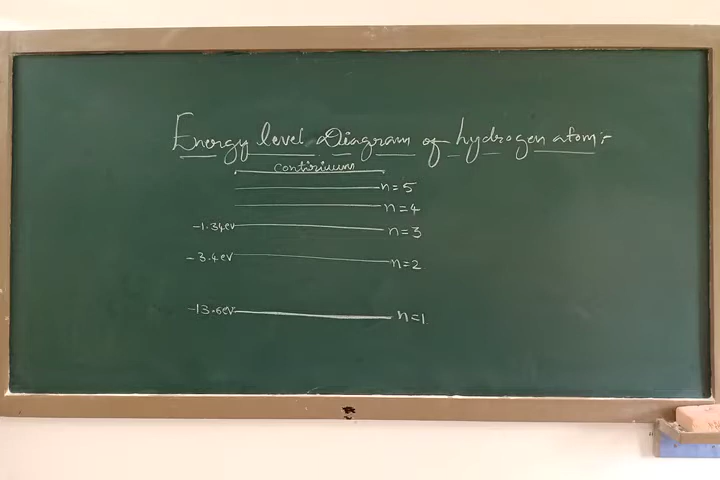 Energy level Diagram of hydrogen atom:-
continuum
n=5
n=4
-1.34ev n=3
-3.4ev n=2
-13.6ev n=1